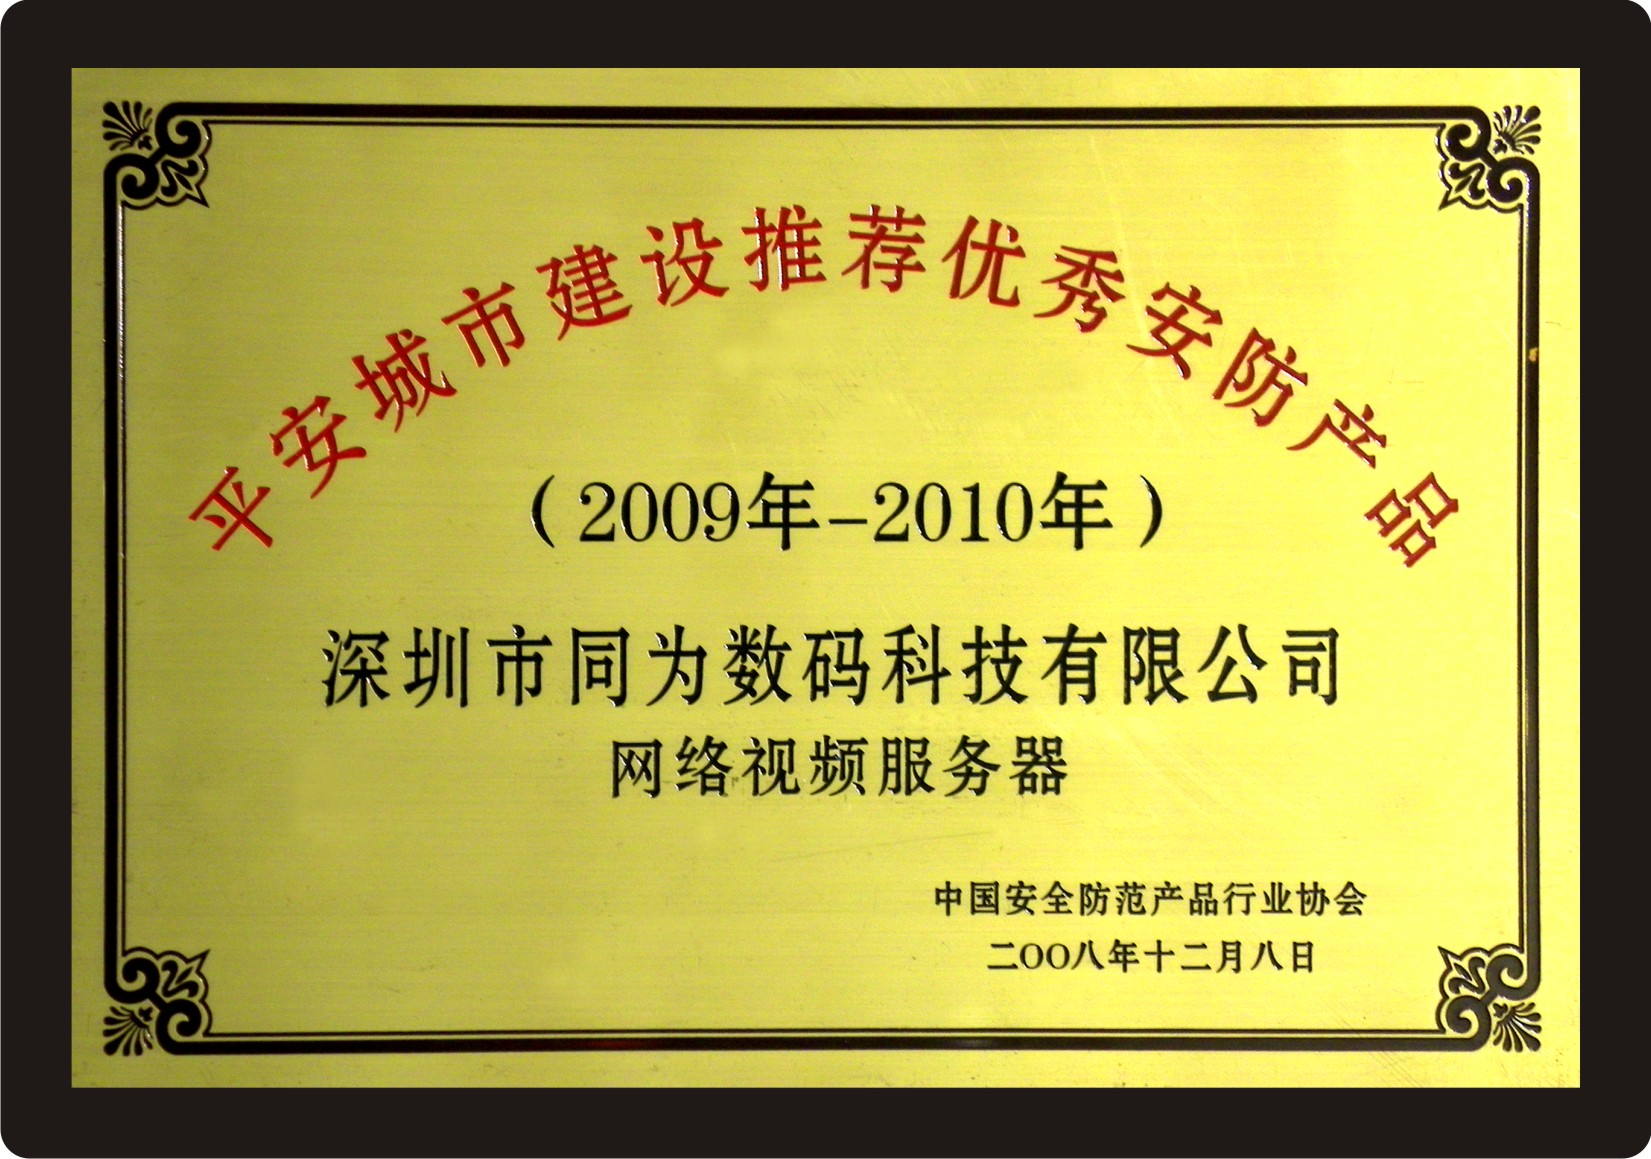 平安城市建设推荐优秀安防产品
（2009年-2010年）
深圳市同为数码科技有限公司
网络视频服务器
中国安全防范产品行业协会
二OO八年十二月八日